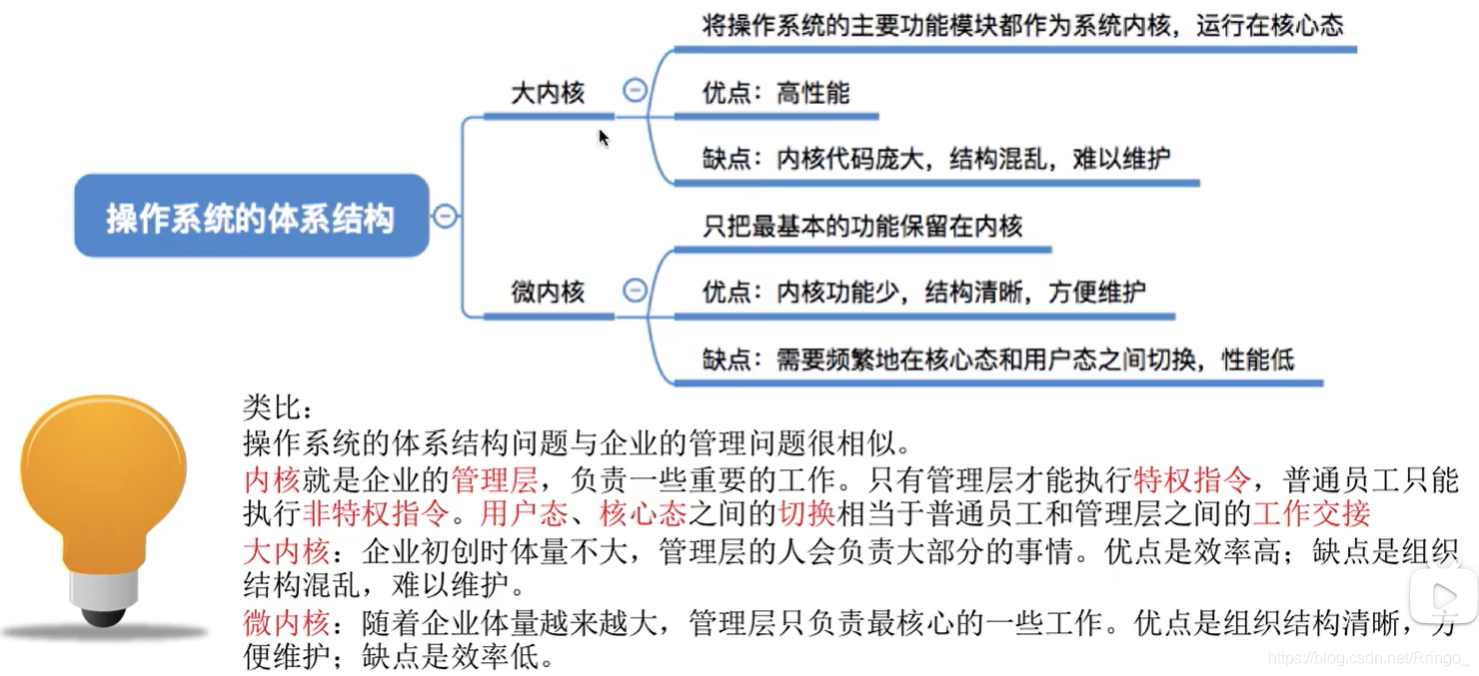 操作系统的体系结构
大内核
将操作系统的主要功能模块都作为系统内核，运行在核心态
优点：高性能
缺点：内核代码庞大，结构混乱，难以维护
微内核
只把最基本的功能保留在内核
优点：内核功能少，结构清晰，方便维护
缺点：需要频繁地在核心态和用户态之间切换，性能低
类比：
操作系统的体系结构问题与企业的管理问题很相似。
内核就是企业的管理层，负责一些重要的工作。只有管理层才能执行特权指令，普通员工只能
执行非特权指令。用户态、核心态之间的切换相当于普通员工和管理层之间的工作交接
大内核：企业初创时体量不大，管理层的人会负责大部分的事情。优点是效率高；缺点是组织
结构混乱，难以维护。
微内核：随着企业体量越来越大，管理层只负责最核心的一些工作。优点是组织结构清晰，方
便维护；缺点是效率低。
https://blog.csdn.net/Rringo_